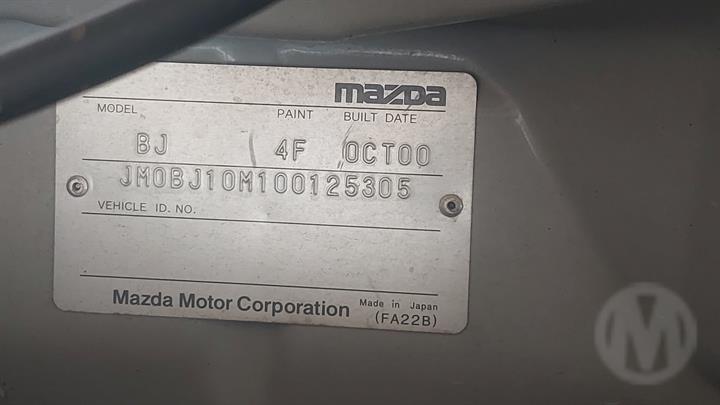 mazda
MODEL PAINT BUILT DATE
BJ 4F OCT00
JM0BJ10M100125305
VEHICLE ID. NO.
Mazda Motor Corporation Made in Japan
(FA22B)
M